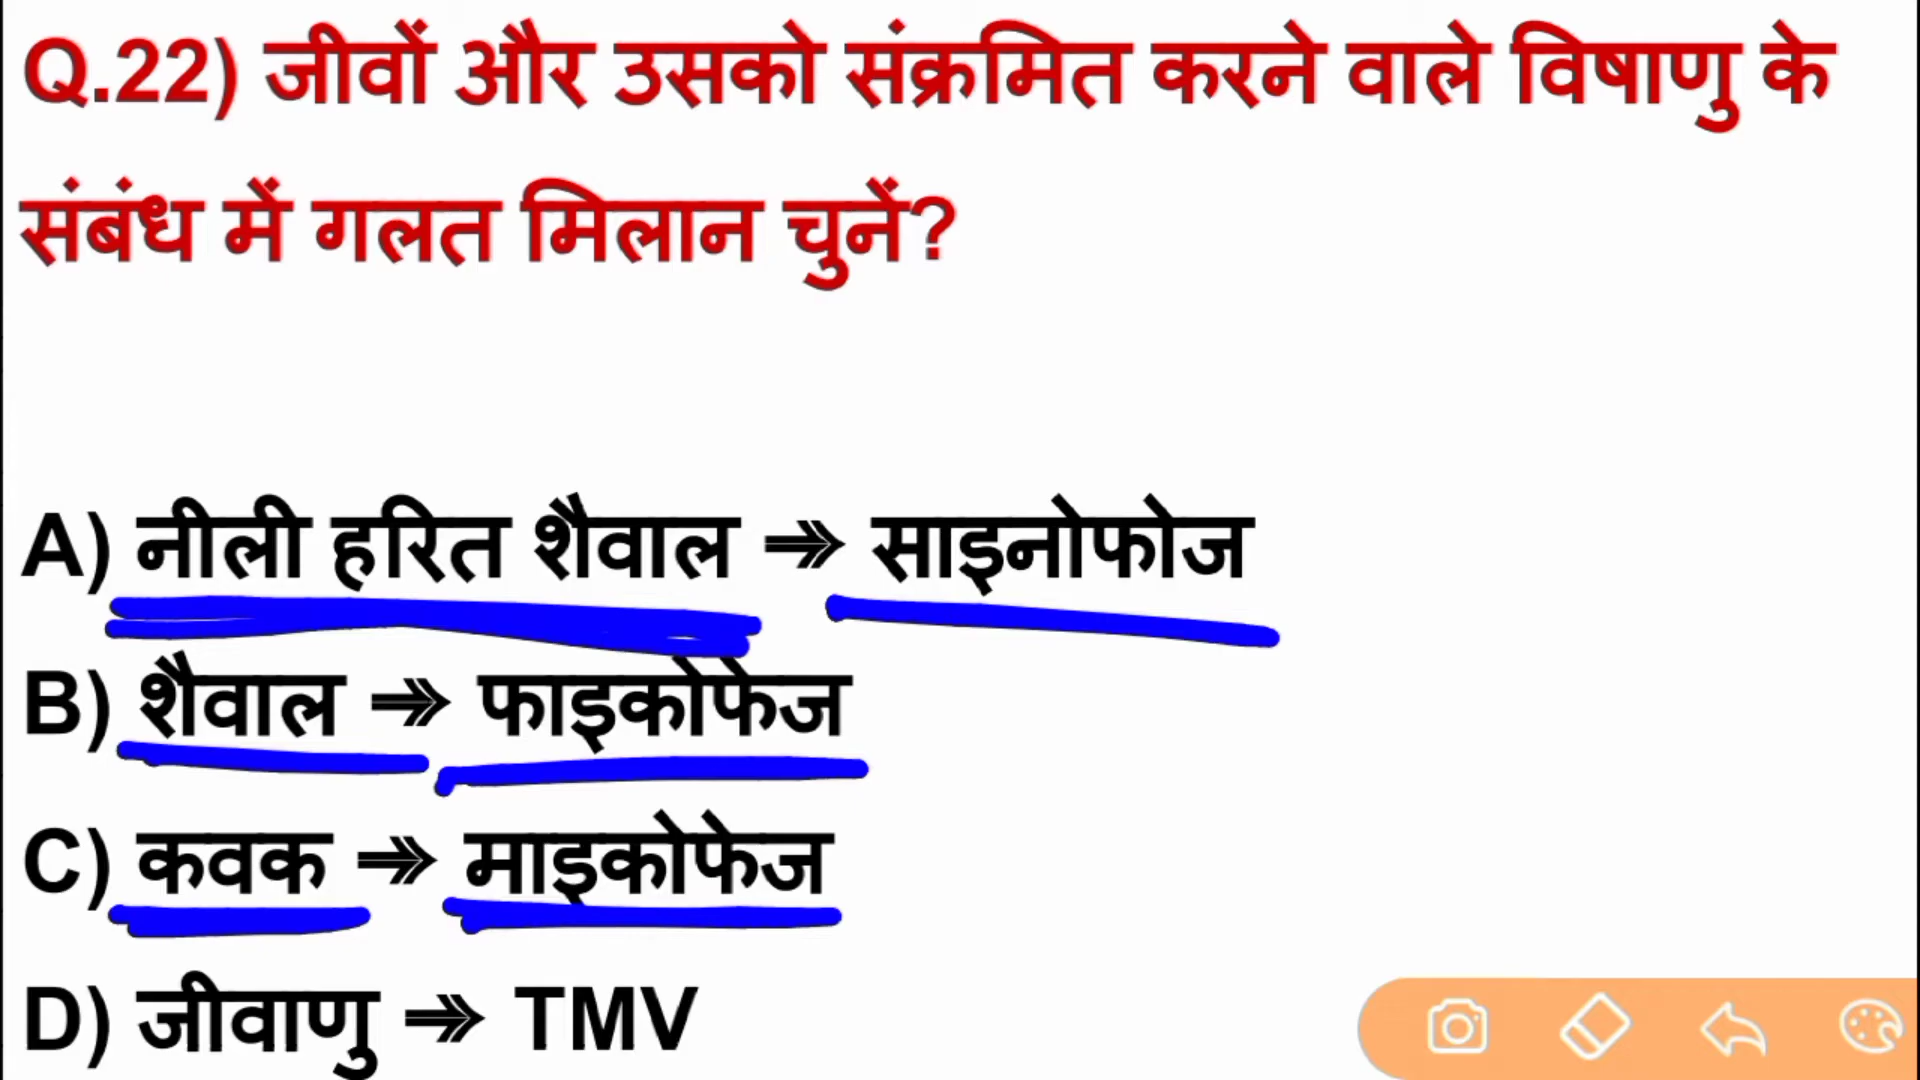 Q.22) जीवों और उसको संक्रमित करने वाले विषाणु के
संबंध में गलत मिलान चुनें?
A) नीली हरित शैवाल ➺ साइनोफोज
B) शैवाल ➺ फाइकोफेज
C) कवक ➺ माइकोफेज
D) जीवाणु ➺ TMV